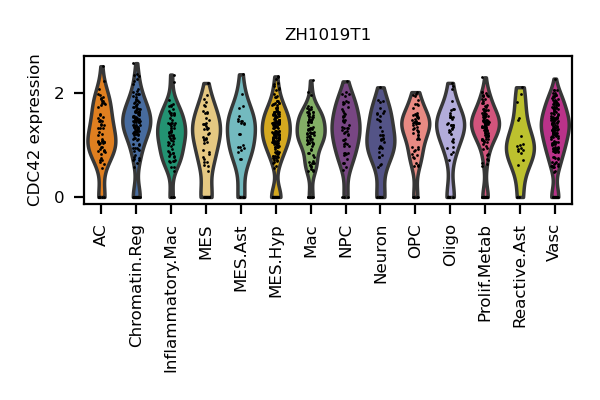 ZH1019T1
CDC42 expression
2
0
AC
Chromatin.Reg
Inflammatory.Mac
MES
MES.Ast
MES.Hyp
Mac
NPC
Neuron
OPC
Oligo
Prolif.Metab
Reactive.Ast
Vasc